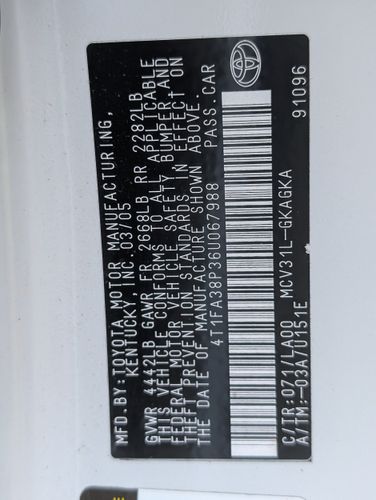 MFD.BY:TOYOTA MOTOR MANUFACTURING,
KENTUCKY, INC. 03/05
GVWR 4442LB GAWR FR 2668LB RR 2282LB
THIS VEHICLE CONFORMS TO ALL APPLICABLE
FEDERAL MOTOR VEHICLE SAFETY BUMPER AND
THEFT PREVENTION STANDARDS IN EFFECT ON
THE DATE OF MANUFACTURE SHOWN ABOVE.
4T1FA38P36U067988 PASS.CAR
C/TR:071/LA00 MCV31L-GKAGKA
A/TM:-03A/U151E 91096